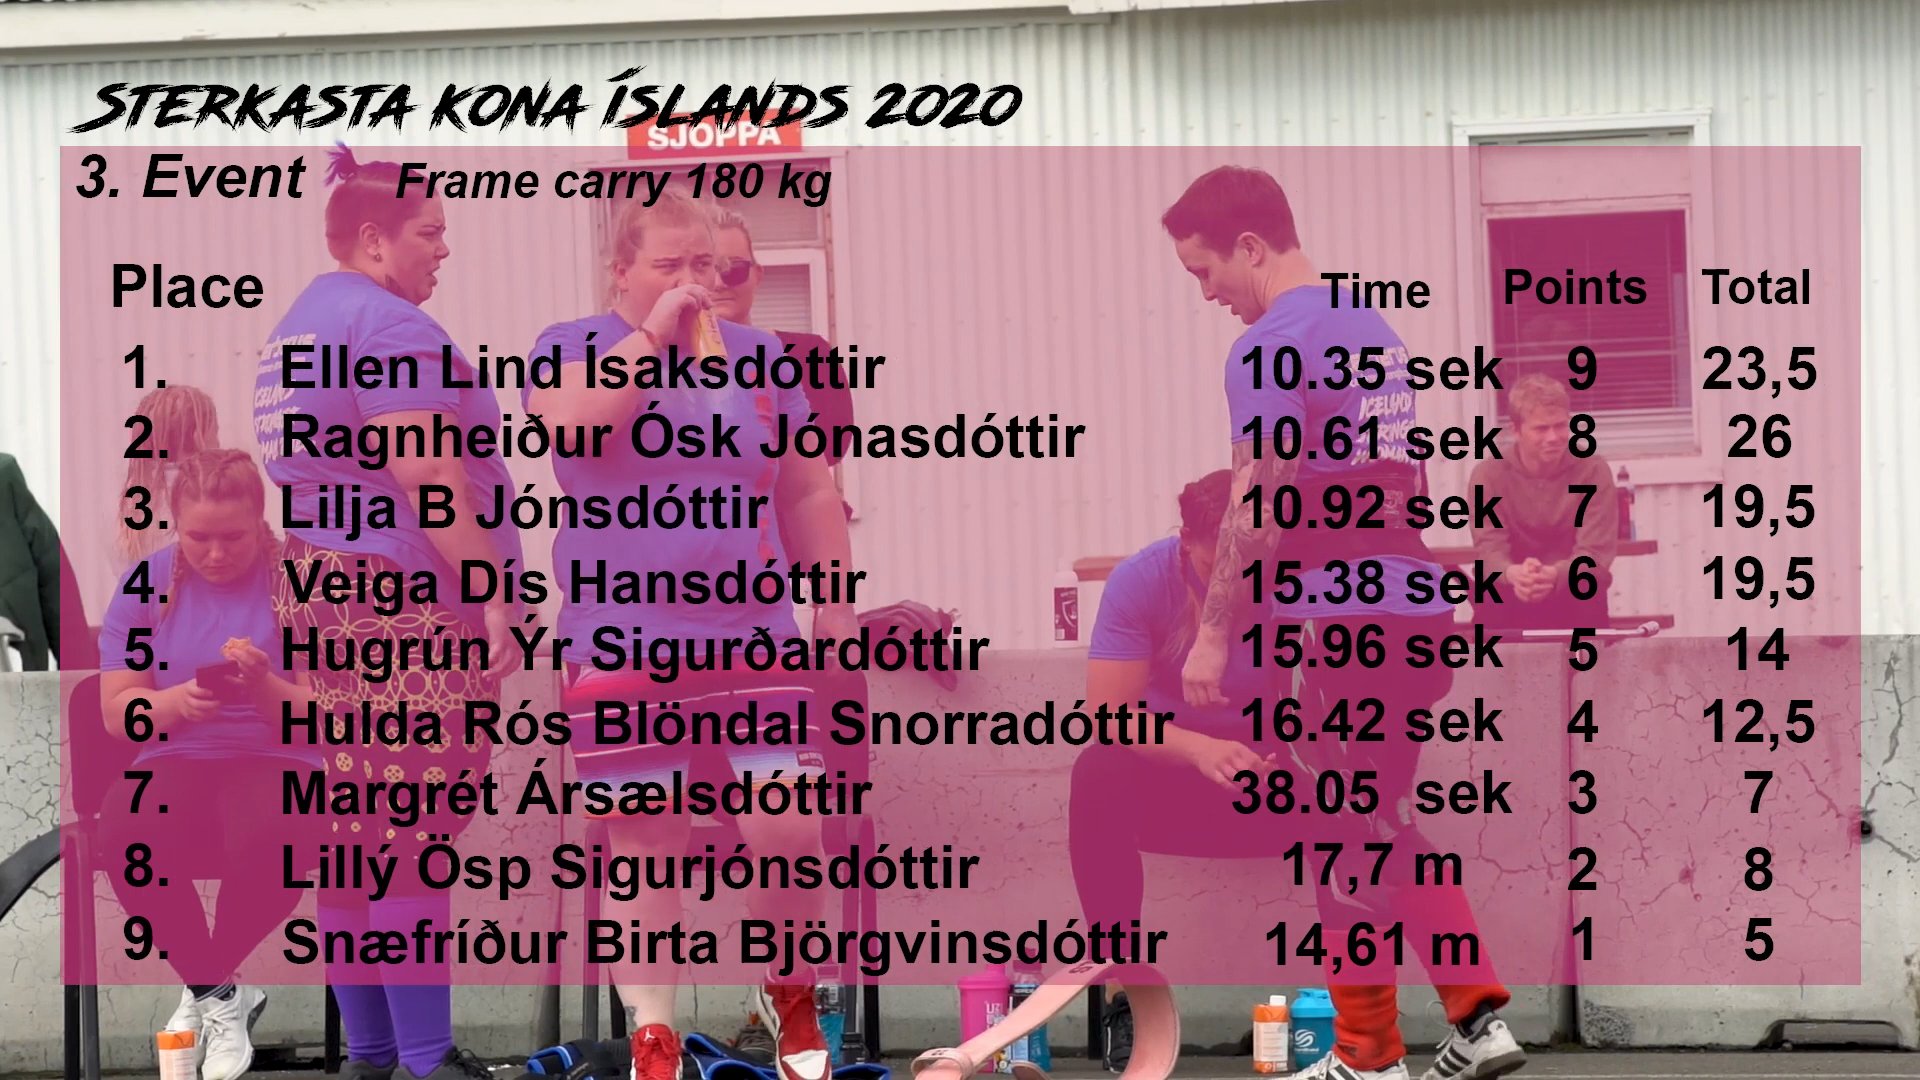 STERKASTA KONA ÍSLANDS 2020
SJOPPA
3. Event Frame carry 180 kg
Place Time Points Total
1. Ellen Lind Ísaksdóttir 10.35 sek 9 23,5
2. Ragnheiður Ósk Jónasdóttir 10.61 sek 8 26
3. Lilja B Jónsdóttir 10.92 sek 7 19,5
4. Veiga Dís Hansdóttir 15.38 sek 6 19,5
5. Hugrún Ýr Sigurðardóttir 15.96 sek 5 14
6. Hulda Rós Blöndal Snorradóttir 16.42 sek 4 12,5
7. Margrét Ársælsdóttir 38.05 sek 3 7
8. Lillý Ösp Sigurjónsdóttir 17,7 m 2 8
9. Snæfríður Birta Björgvinsdóttir 14,61 m 1 5